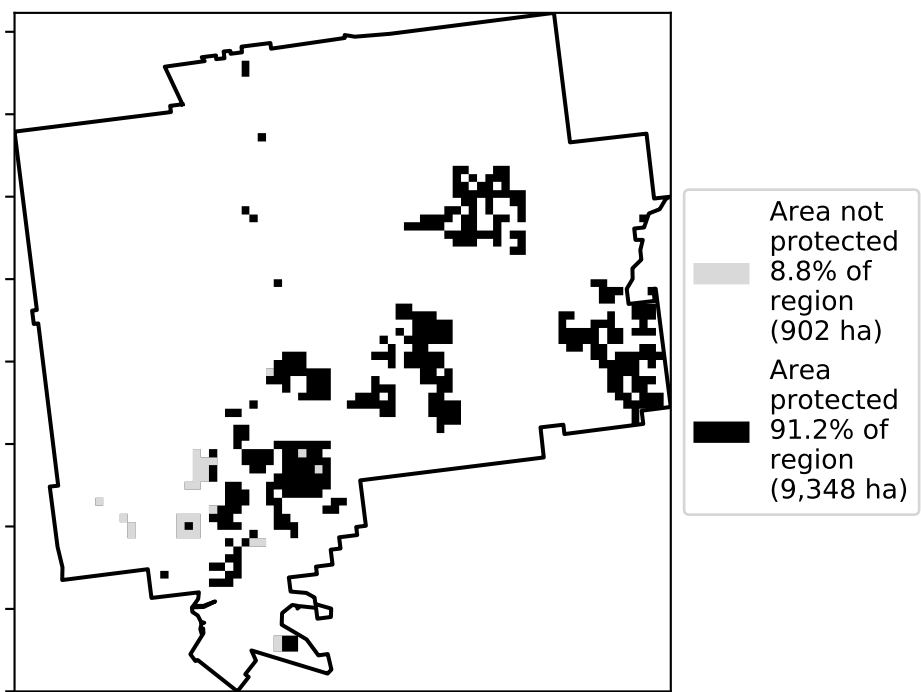 Area not
protected
8.8% of
region
(902 ha)
Area
protected
91.2% of
region
(9,348 ha)